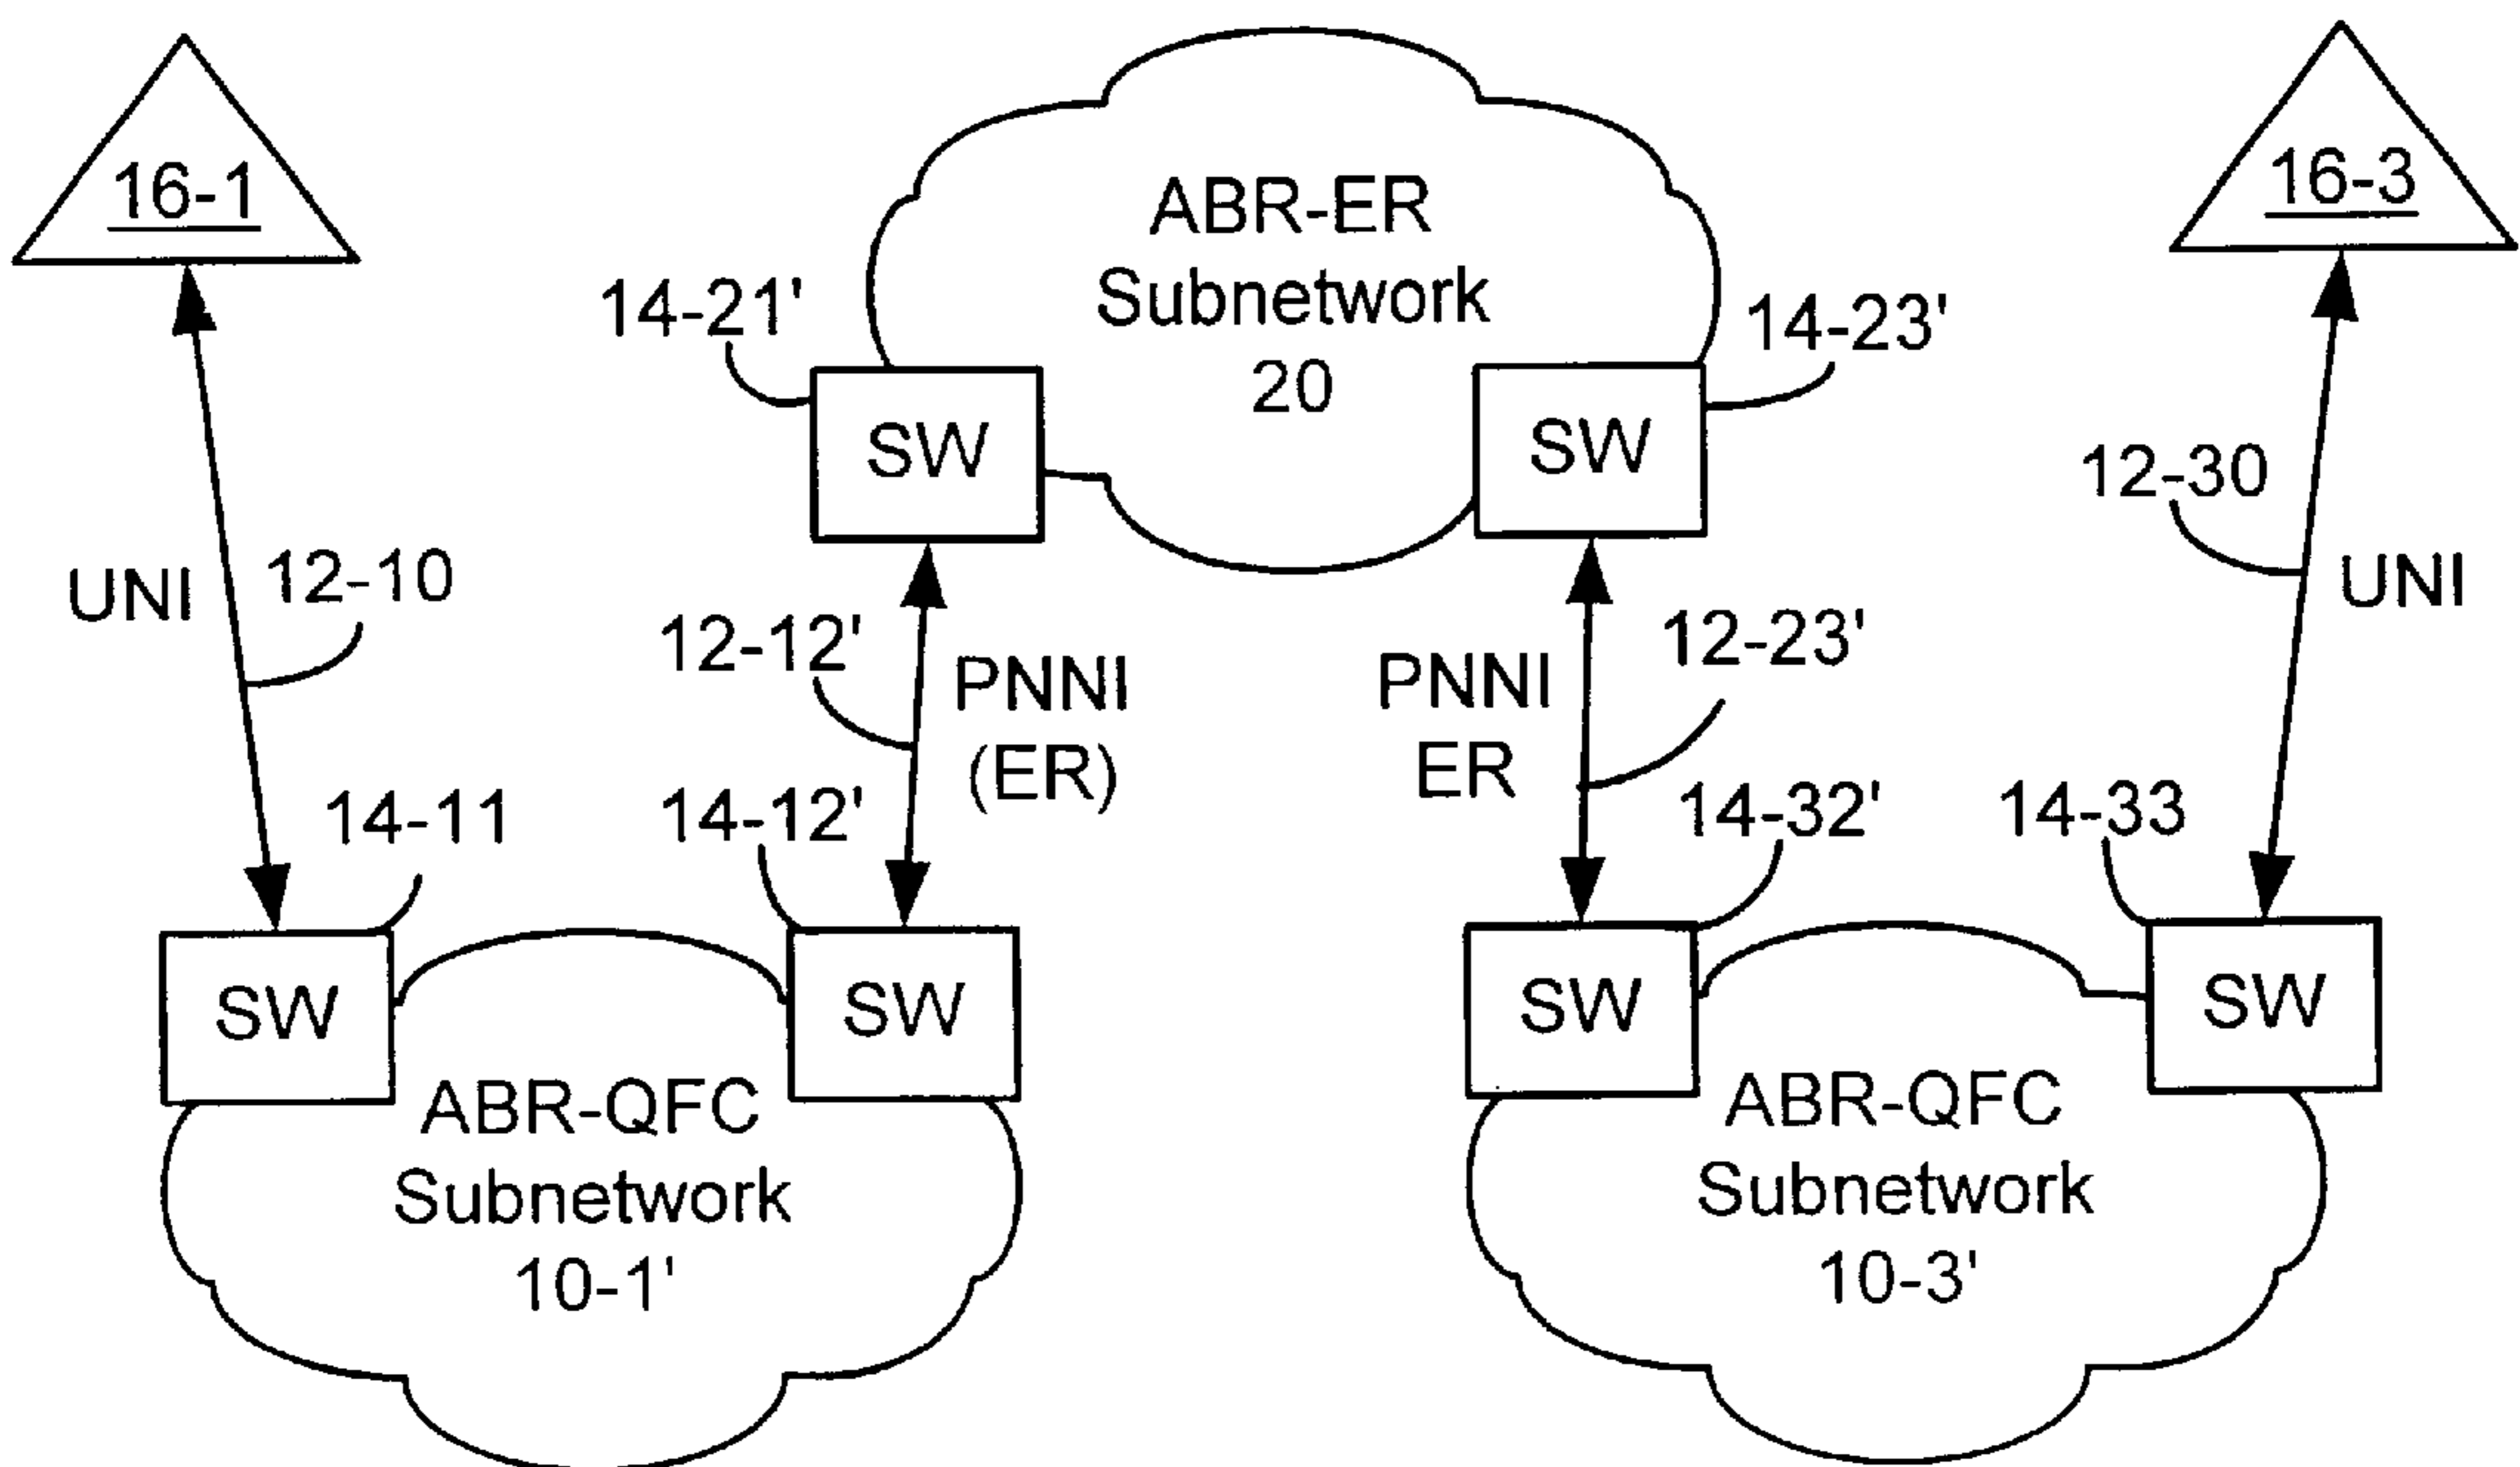 16-1
16-3
ABR-ER
Subnetwork
20
14-21'
14-23'
SW
SW
12-30
UNI
12-10
UNI
12-12'
PNNI
(ER)
PNNI
ER
12-23'
14-11
14-12'
14-32'
14-33
SW
SW
SW
SW
ABR-QFC
Subnetwork
10-1'
ABR-QFC
Subnetwork
10-3'